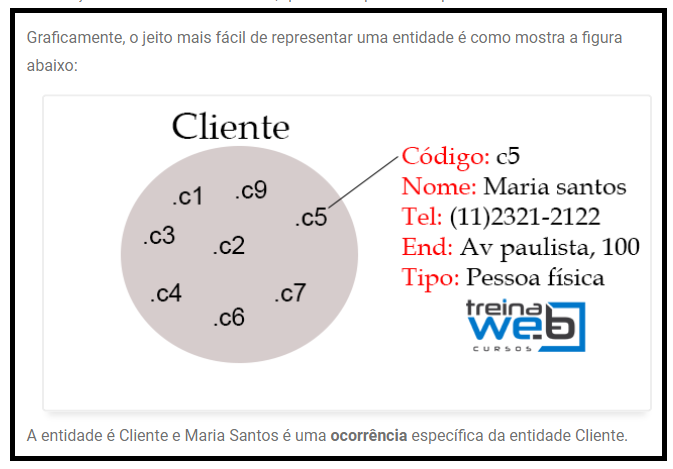 Graficamente, o jeito mais fácil de representar uma entidade é como mostra a figura
abaixo:
Cliente
.c1
.c9
.c5
.c3
.c2
.c4
.c7
.c6
Código: c5
Nome: Maria santos
Tel: (11)2321-2122
End: Av paulista, 100
Tipo: Pessoa física
treina
web
CURSOS
A entidade é Cliente e Maria Santos é uma ocorrência específica da entidade Cliente.